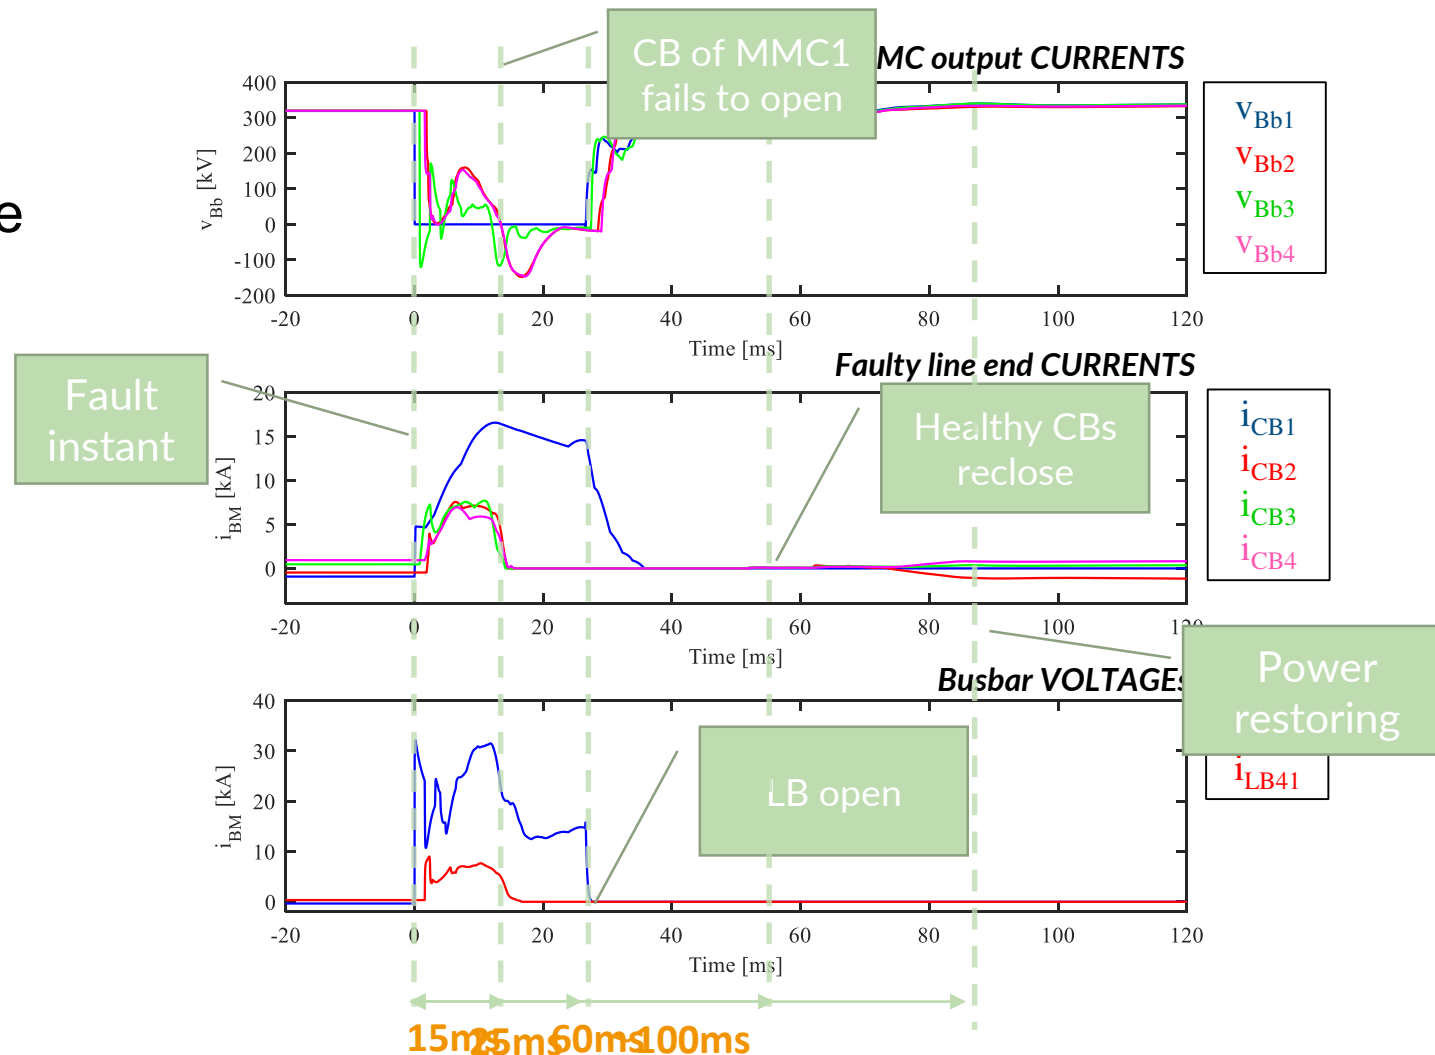 CB of MMC1
fails to open
MC output CURRENTS
400
300
200
100
0
-100
-200
v_Bb [kV]
-20 0 20 40 60 80 100 120
Time [ms]
v_Bb1
v_Bb2
v_Bb3
v_Bb4
e
Fault
instant
Faulty line end CURRENTS
20
15
10
5
0
i_BM [kA]
-20 0 20 40 60 80 100 120
Time [ms]
Healthy CBs
reclose
i_CB1
i_CB2
i_CB3
i_CB4
Power
restoring
Busbar VOLTAGEs
40
30
20
10
0
i_BM [kA]
-20 0 20 40 60 80 100 120
Time [ms]
LB open
i_LB41
15ms 25ms 60ms ~100ms